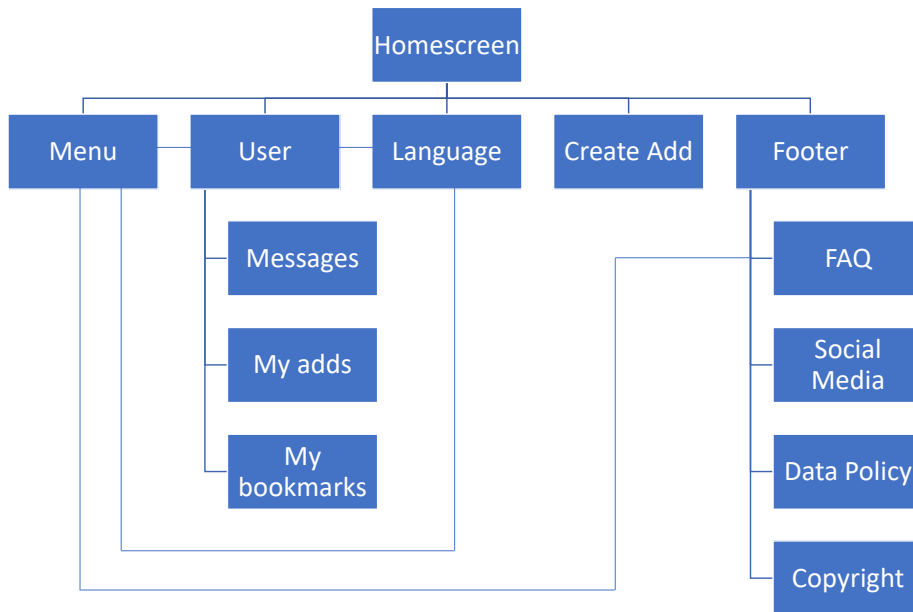 Homescreen
Menu
User
Language
Create Add
Footer
Messages
My adds
My
bookmarks
FAQ
Social
Media
Data Policy
Copyright